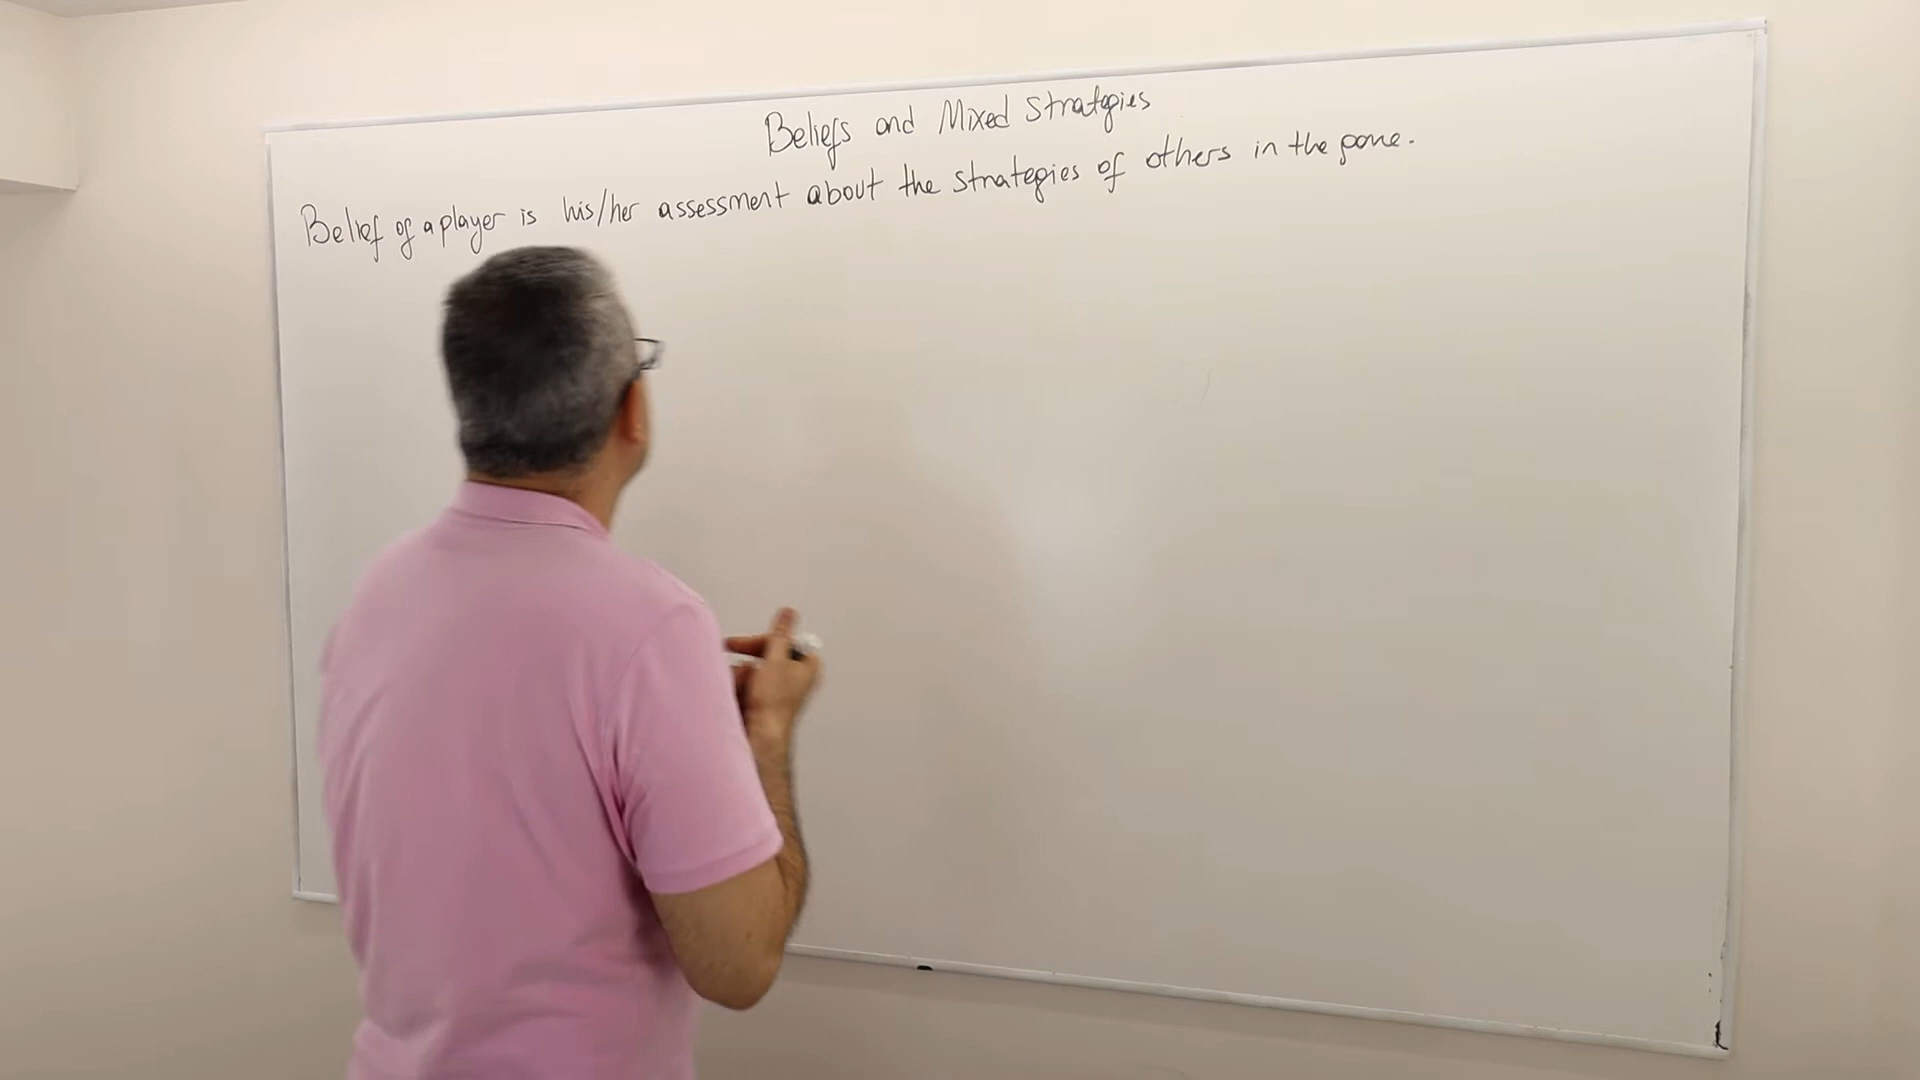 Beliefs and Mixed Strategies
Belief of a player is his/her assessment about the strategies of others in the game.